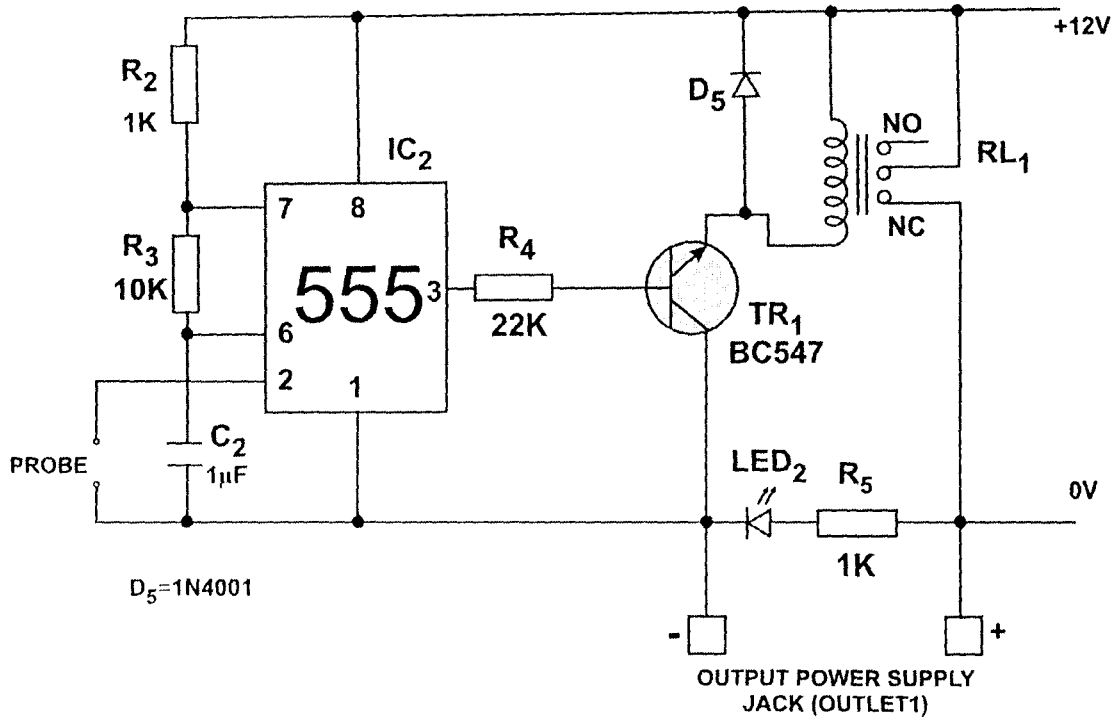 +12V
R2
1K
D5
NO
RL1
IC2
7
8
NC
R3
10K
R4
555
3
22K
TR1
BC547
6
2
1
PROBE
C2
1µF
LED2
R5
0V
1K
D5=1N4001
-
+
OUTPUT POWER SUPPLY
JACK (OUTLET1)